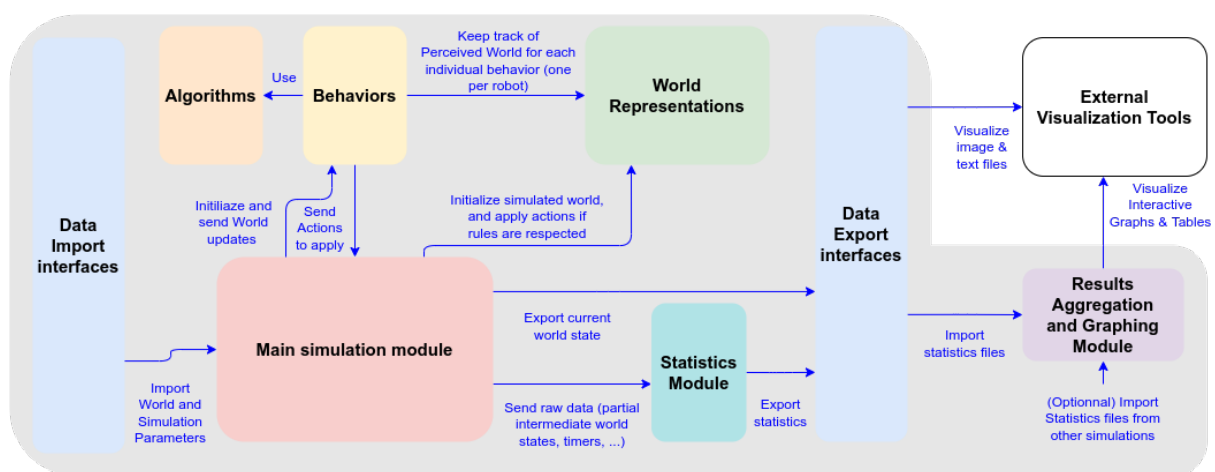 Data
Import
interfaces
Algorithms
Use
Behaviors
Keep track of
Perceived World for each
individual behavior (one
per robot)
World
Representations
Initiliaze and
send World
updates
Send
Actions
to apply
Initialize simulated world,
and apply actions if
rules are respected
Import
World and
Simulation
Parameters
Main simulation module
Export current
world state
Send raw data (partial
intermediate world
states, timers, ...)
Statistics
Module
Export
statistics
Data
Export
interfaces
Visualize
image &
text files
External
Visualization Tools
Visualize
Interactive
Graphs & Tables
Import
statistics files
Results
Aggregation
and Graphing
Module
(Optionnal) Import
Statistics files from
other simulations